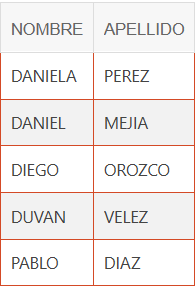 NOMBRE APELLIDO
DANIELA PEREZ
DANIEL MEJIA
DIEGO OROZCO
DUVAN VELEZ
PABLO DIAZ